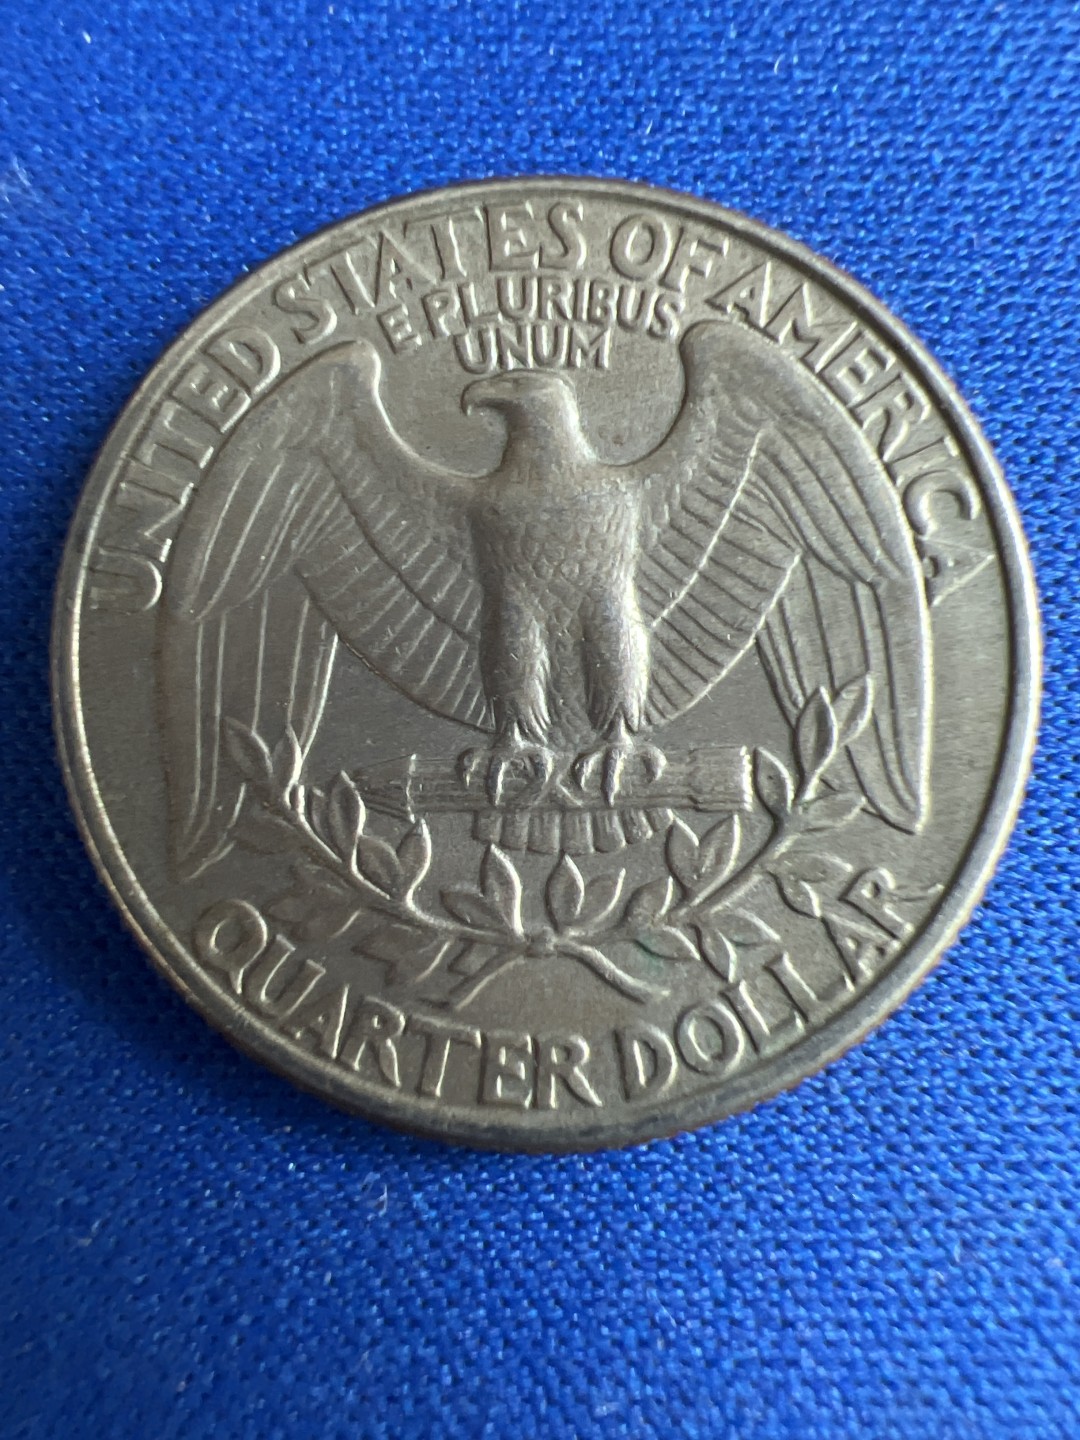 UNITED STATES OF AMERICA
E PLURIBUS
UNUM
QUARTER DOLLAR